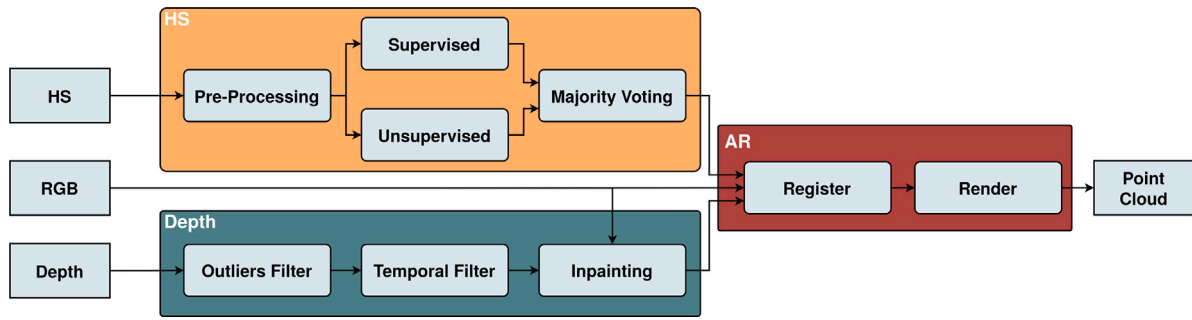 HS
HS
Pre-Processing
Supervised
Unsupervised
Majority Voting
RGB
Depth
Depth
Outliers Filter
Temporal Filter
Inpainting
AR
Register
Render
Point
Cloud